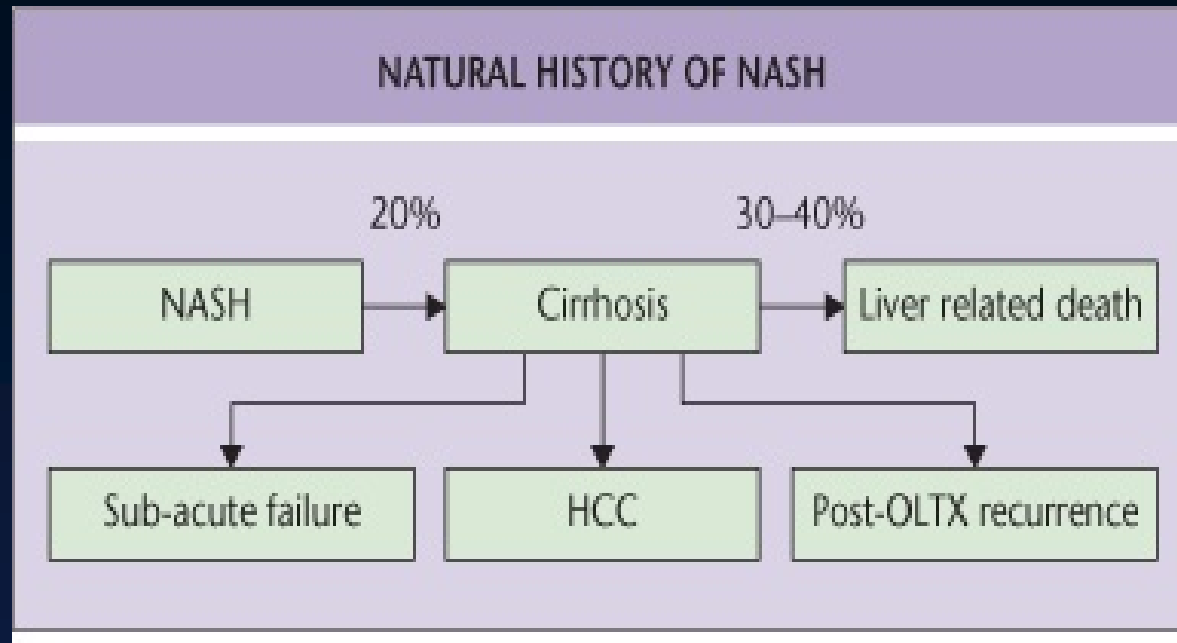 NATURAL HISTORY OF NASH
20%
30–40%
NASH
Cirrhosis
Liver related death
Sub-acute failure
HCC
Post-OLTX recurrence